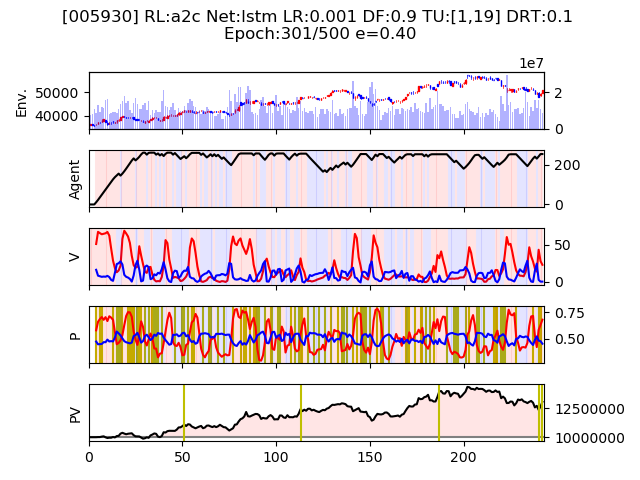 [005930] RL:a2c Net:lstm LR:0.001 DF:0.9 TU:[1,19] DRT:0.1
Epoch:301/500 e=0.40
1e7
Env.
50000
40000
2
0
Agent
200
0
V
50
0
P
0.75
0.50
PV
12500000
10000000
0 50 100 150 200